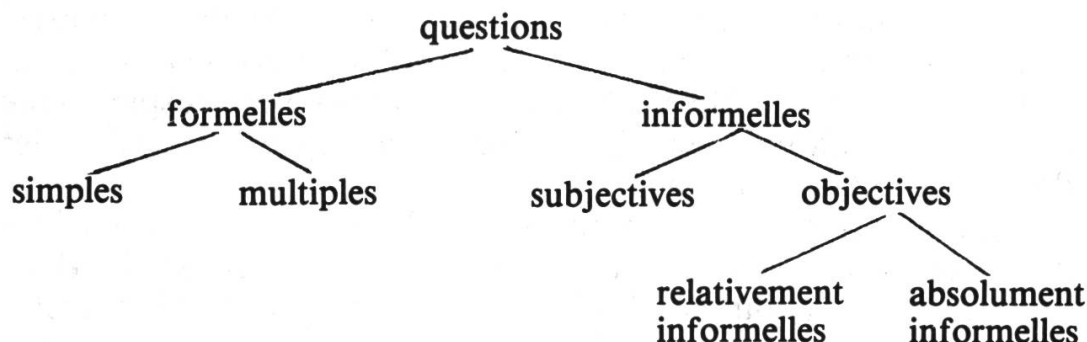 questions
formelles informelles
simples multiples subjectives objectives
relativement absolument
informelles informelles